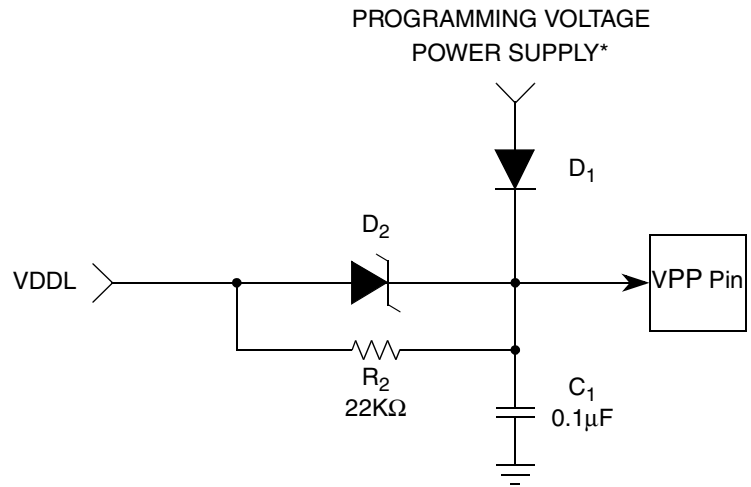 PROGRAMMING VOLTAGE
POWER SUPPLY*
D1
D2
VDDL
VPP Pin
R2
22KΩ
C1
0.1μF